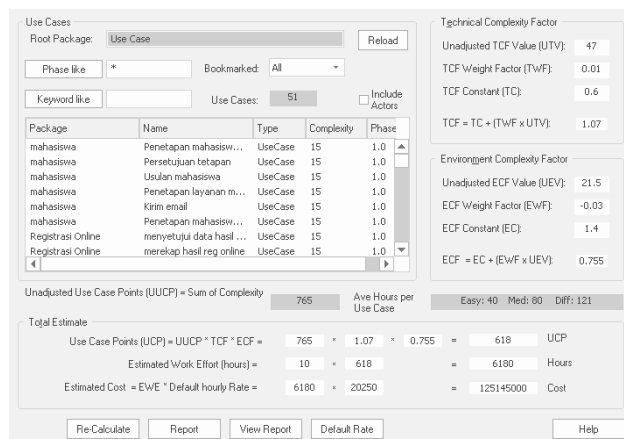 Use Cases
Root Package: Use Case Reload
Phase like * Bookmarked: All
Keyword like Use Cases: 51 Include Actors
Package Name Type Complexity Phase
mahasiswa Penetapan mahasisw... UseCase 15 1.0
mahasiswa Persetujuan tetapan UseCase 15 1.0
mahasiswa Usulan mahasiswa UseCase 15 1.0
mahasiswa Penetapan layanan m... UseCase 15 1.0
mahasiswa Kirim email UseCase 15 1.0
mahasiswa Penetapan mahasisw... UseCase 15 1.0
Registrasi Online menyetujui data hasil ... UseCase 15 1.0
Registrasi Online merekap hasil reg online UseCase 15 1.0
Technical Complexity Factor
Unadjusted TCF Value (UTV): 47
TCF Weight Factor (TWF): 0.01
TCF Constant (TC): 0.6
TCF = TC + (TWF x UTV): 1.07
Environment Complexity Factor
Unadjusted ECF Value (UEV): 21.5
ECF Weight Factor (EWF): -0.03
ECF Constant (EC): 1.4
ECF = EC + (EWF x UEV): 0.755
Unadjusted Use Case Points (UUCP) = Sum of Complexity 765 Ave Hours per Use Case Easy: 40 Med: 80 Diff: 121
Total Estimate
Use Case Points (UCP) = UUCP * TCF * ECF = 765 * 1.07 * 0.755 = 618 UCP
Estimated Work Effort (hours) = 10 * 618 = 6180 Hours
Estimated Cost = EWE * Default hourly Rate = 6180 * 20250 = 125145000 Cost
Re-Calculate Report View Report Default Rate Help